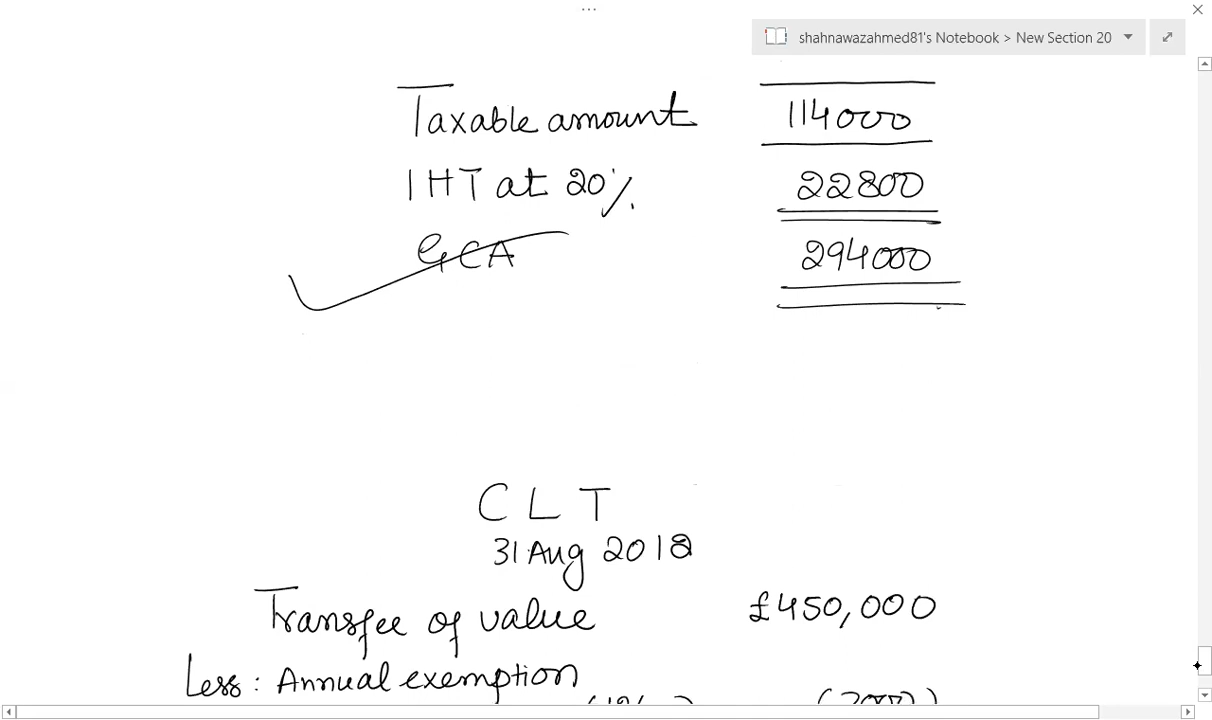 shahnawazahmed81's Notebook > New Section 20
Taxable amount 114000
IHT at 20% 22800
GCA 294000
CLT
31 Aug 2018
Transfer of value £450,000
Less: Annual exemption